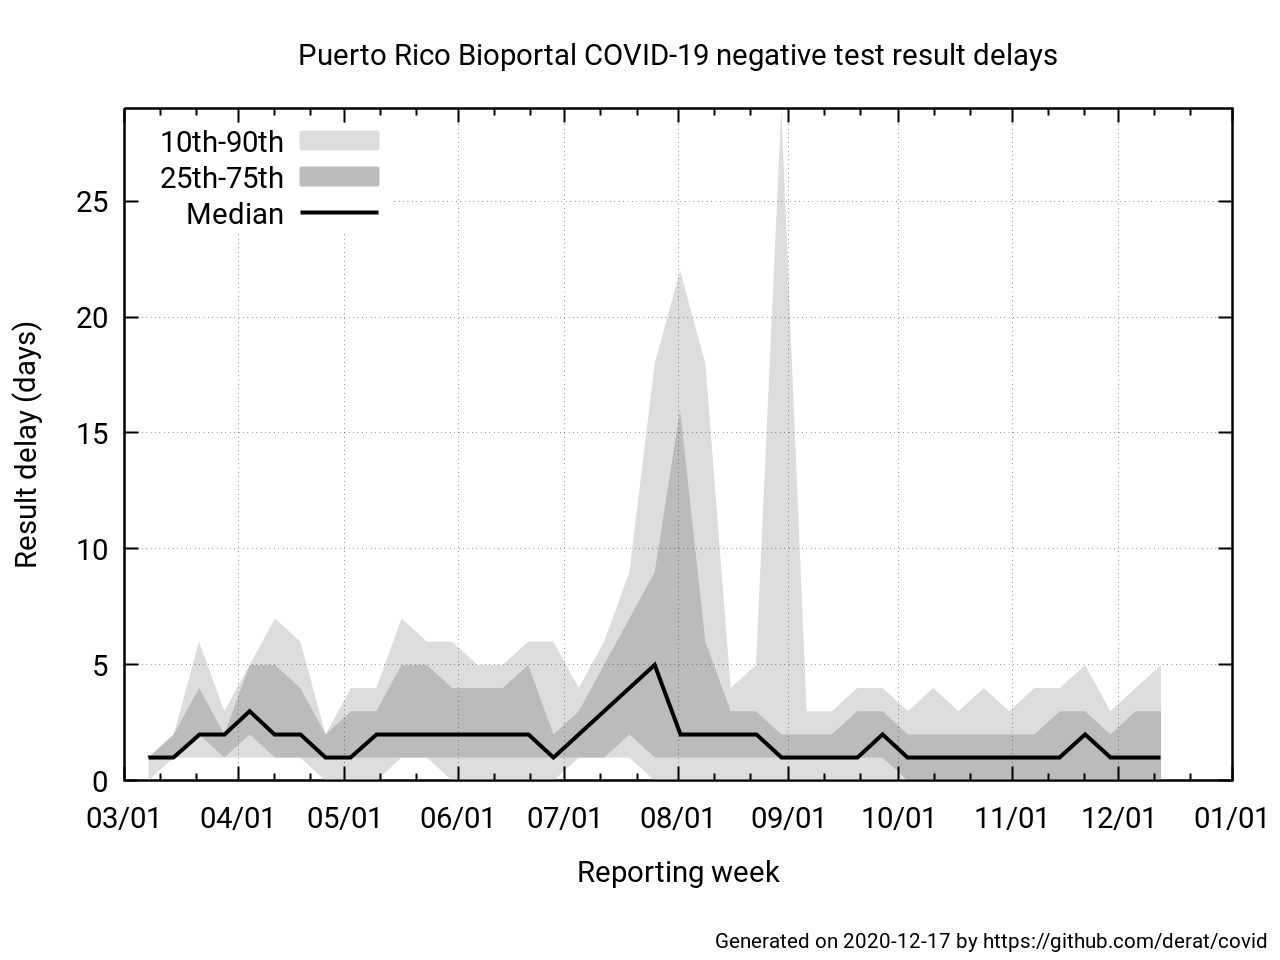 Puerto Rico Bioportal COVID-19 negative test result delays
10th-90th
25th-75th
Median
25
20
15
10
5
0
Result delay (days)
03/01 04/01 05/01 06/01 07/01 08/01 09/01 10/01 11/01 12/01 01/01
Reporting week
Generated on 2020-12-17 by https://github.com/derat/covid